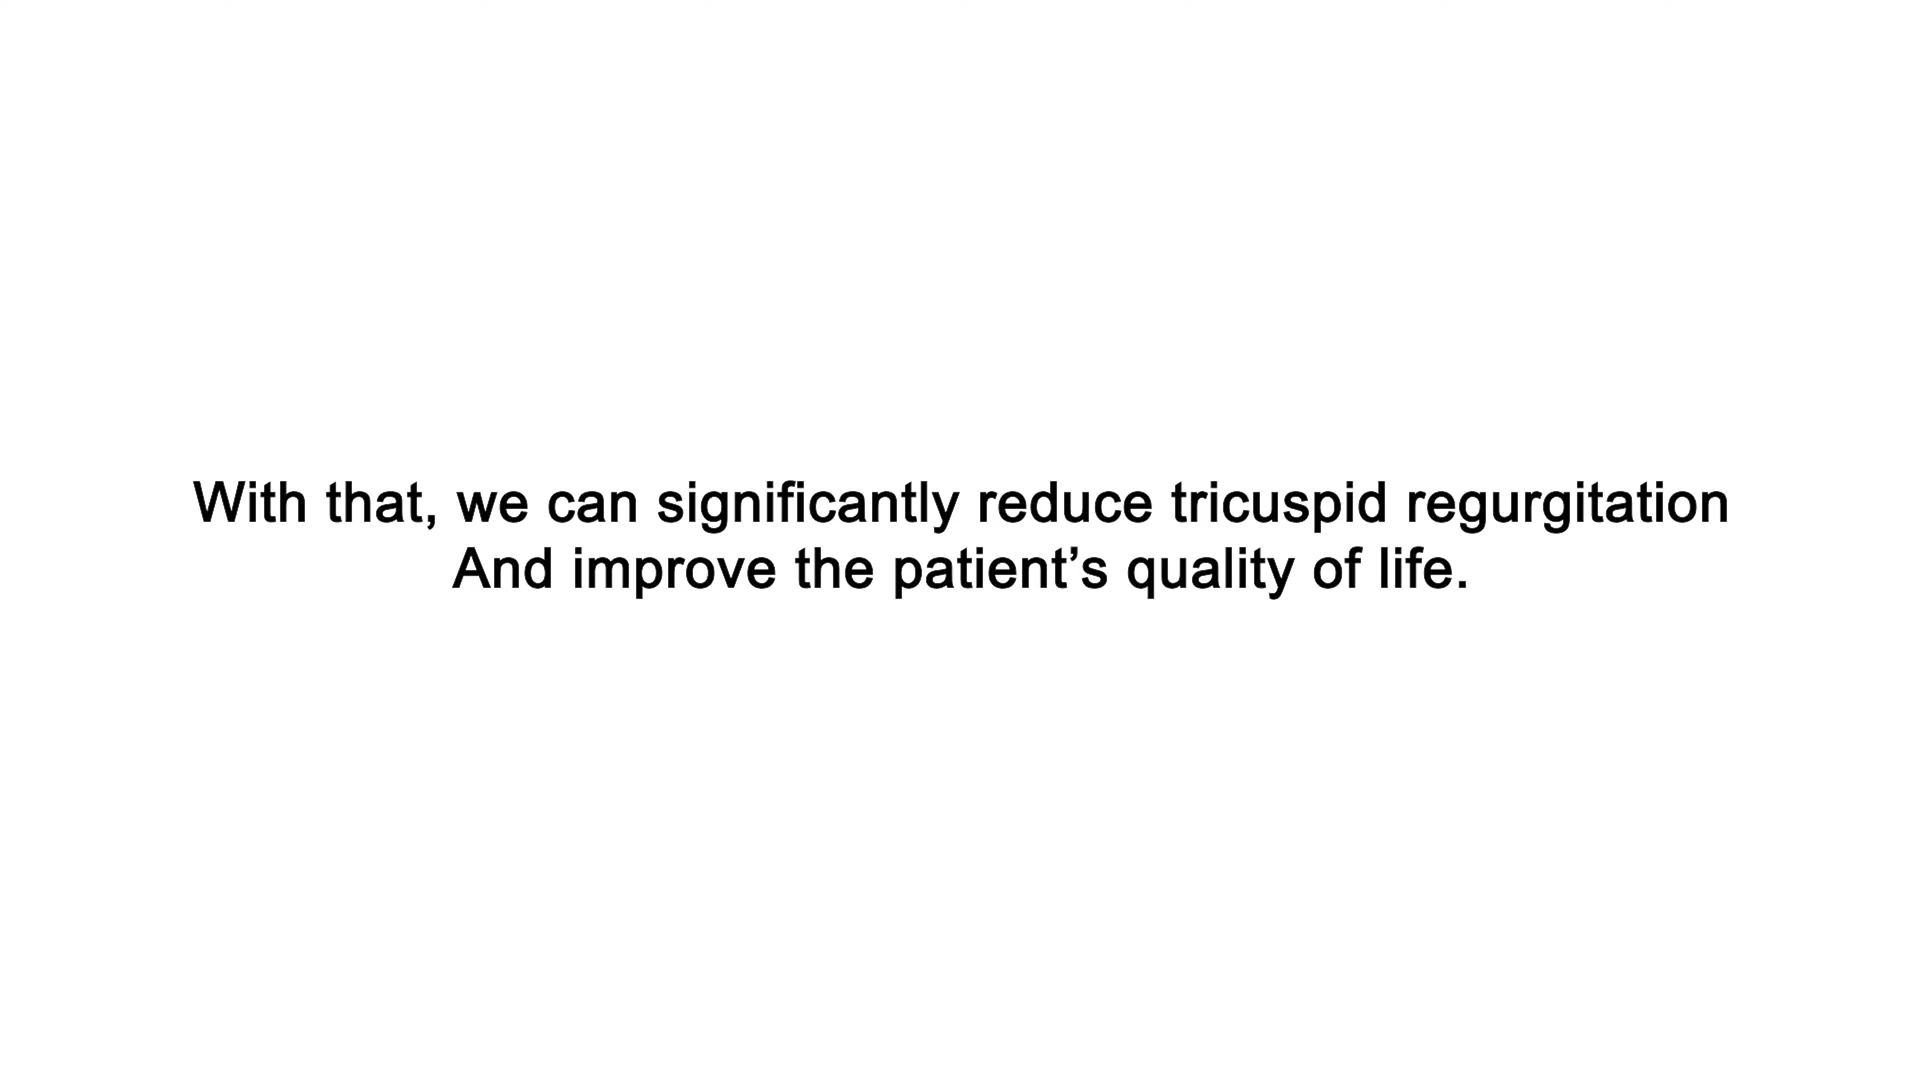 With that, we can significantly reduce tricuspid regurgitation
And improve the patient’s quality of life.